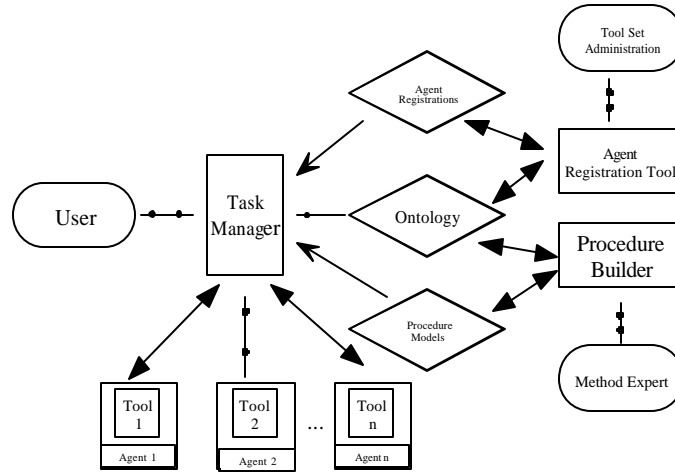 Tool Set
Administration
Agent
Registrations
Agent
Registration Tool
Task
Manager
User
Ontology
Procedure
Builder
Procedure
Models
Method Expert
Tool
1
Agent 1
Tool
2
Agent 2
...
Tool
n
Agent n